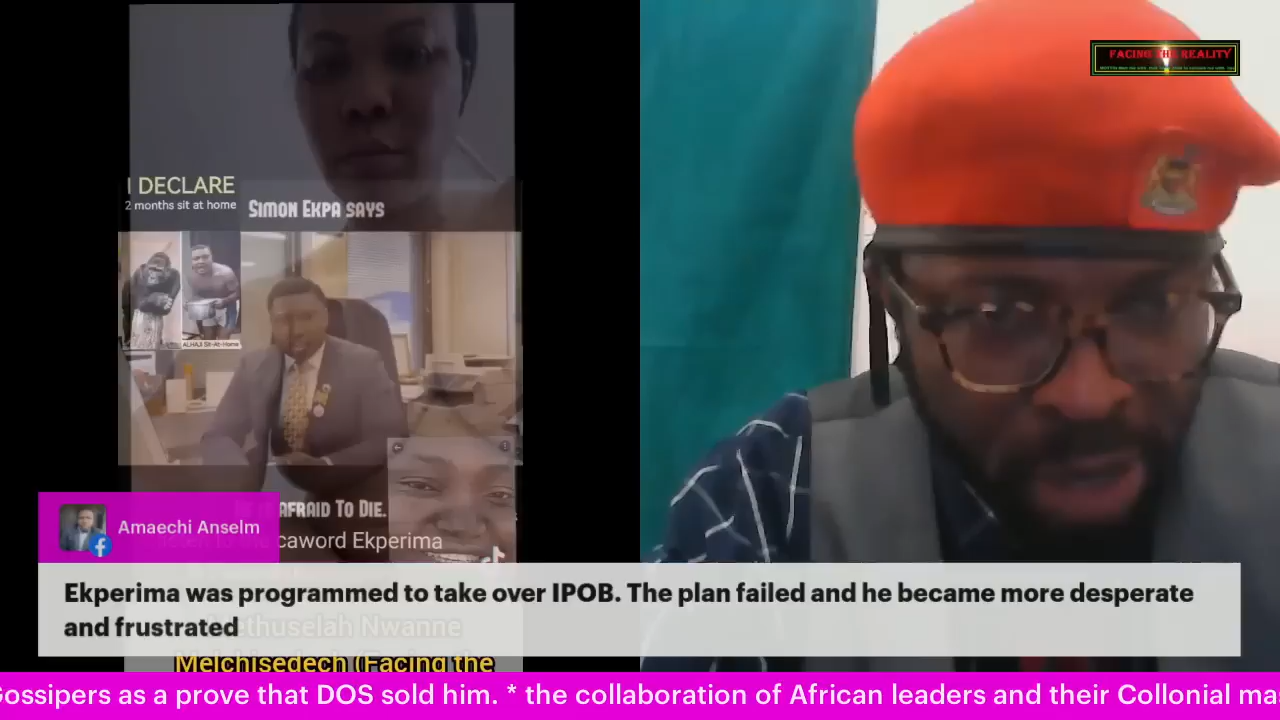 FACING THE REALITY
I DECLARE
2 months sit at home
SIMON EKPA SAYS
ALHAJI Sit-At-Home
AFRAID TO DIE.
caword Ekperima
Amaechi Anselm
Ekperima was programmed to take over IPOB. The plan failed and he became more desperate
and frustrated
Methuselah Nwanne
Melchisedech (Facing the
Gossipers as a prove that DOS sold him. * the collaboration of African leaders and their Collonial ma